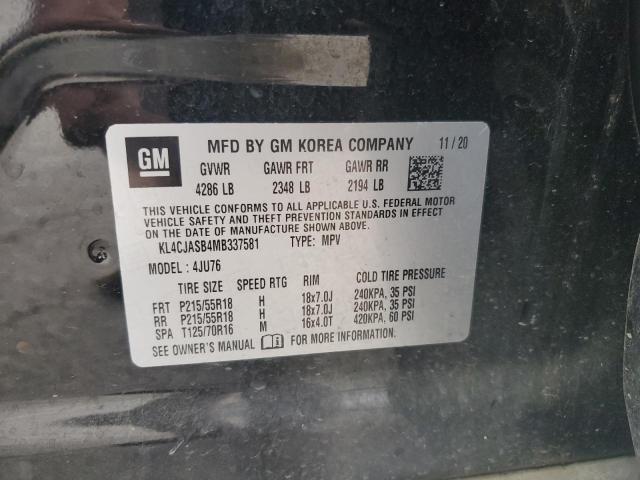 GM MFD BY GM KOREA COMPANY 11/20
GVWR GAWR FRT GAWR RR
4286 LB 2348 LB 2194 LB
THIS VEHICLE CONFORMS TO ALL APPLICABLE U.S. FEDERAL MOTOR
VEHICLE SAFETY AND THEFT PREVENTION STANDARDS IN EFFECT
ON THE DATE OF MANUFACTURE SHOWN ABOVE.
KL4CJASB4MB337581 TYPE: MPV
MODEL: 4JU76
TIRE SIZE SPEED RTG RIM COLD TIRE PRESSURE
FRT P215/55R18 H 18x7.0J 240KPA, 35 PSI
RR P215/55R18 H 18x7.0J 240KPA, 35 PSI
SPA T125/70R16 M 16x4.0T 420KPA, 60 PSI
SEE OWNER'S MANUAL FOR MORE INFORMATION.